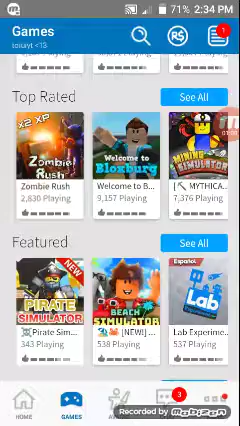 71% 2:34 PM
Games
<13
R$
1
Top Rated
See All
x2 XP
Zombie Rush
Welcome to Bloxburg
MINING SIMULATOR
Zombie Rush
Welcome to B...
[⛏ MYTHICA...
2,830 Playing
9,157 Playing
7,376 Playing
Featured
See All
NEW
PIRATE SIMULATOR
BEACH SIMULATOR
Español
Lab
☠Pirate Sim...
[NEW]...
Lab Experime...
343 Playing
538 Playing
537 Playing
3
HOME
GAMES
Recorded by Mobizen